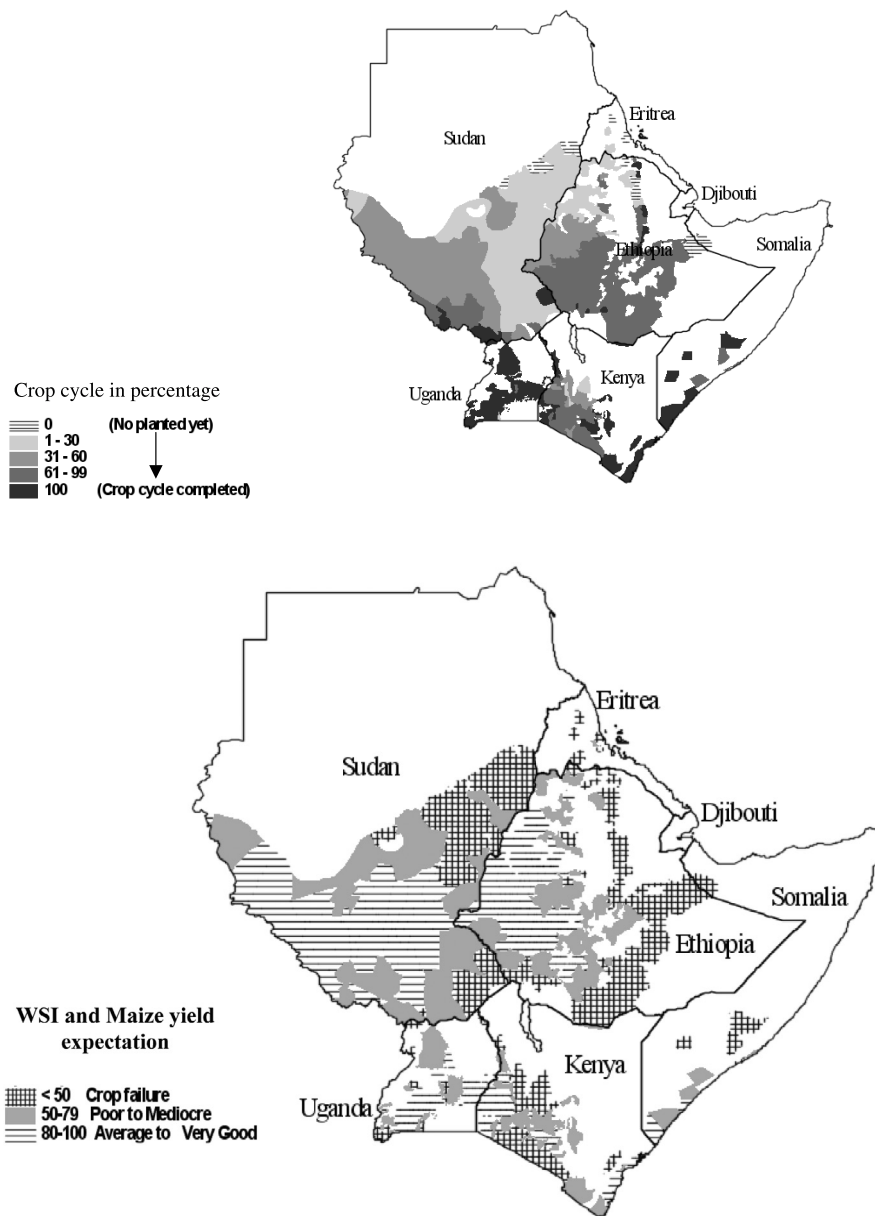 Eritrea
Sudan
Djibouti
Somalia
Ethiopia
Kenya
Uganda
Crop cycle in percentage
0 (No planted yet)
1 - 30
31 - 60
61 - 99
100 (Crop cycle completed)
Eritrea
Sudan
Djibouti
Somalia
Ethiopia
Kenya
Uganda
WSI and Maize yield
expectation
< 50 Crop failure
50-79 Poor to Mediocre
80-100 Average to Very Good